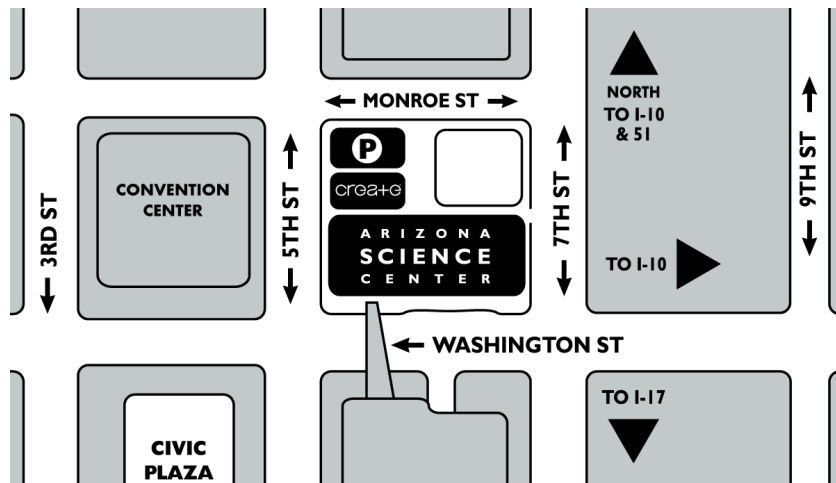 MONROE ST
NORTH
TO I-10
& 51
P
create
CONVENTION
CENTER
3RD ST
5TH ST
7TH ST
9TH ST
ARIZONA
SCIENCE
CENTER
TO I-10
WASHINGTON ST
TO I-17
CIVIC
PLAZA